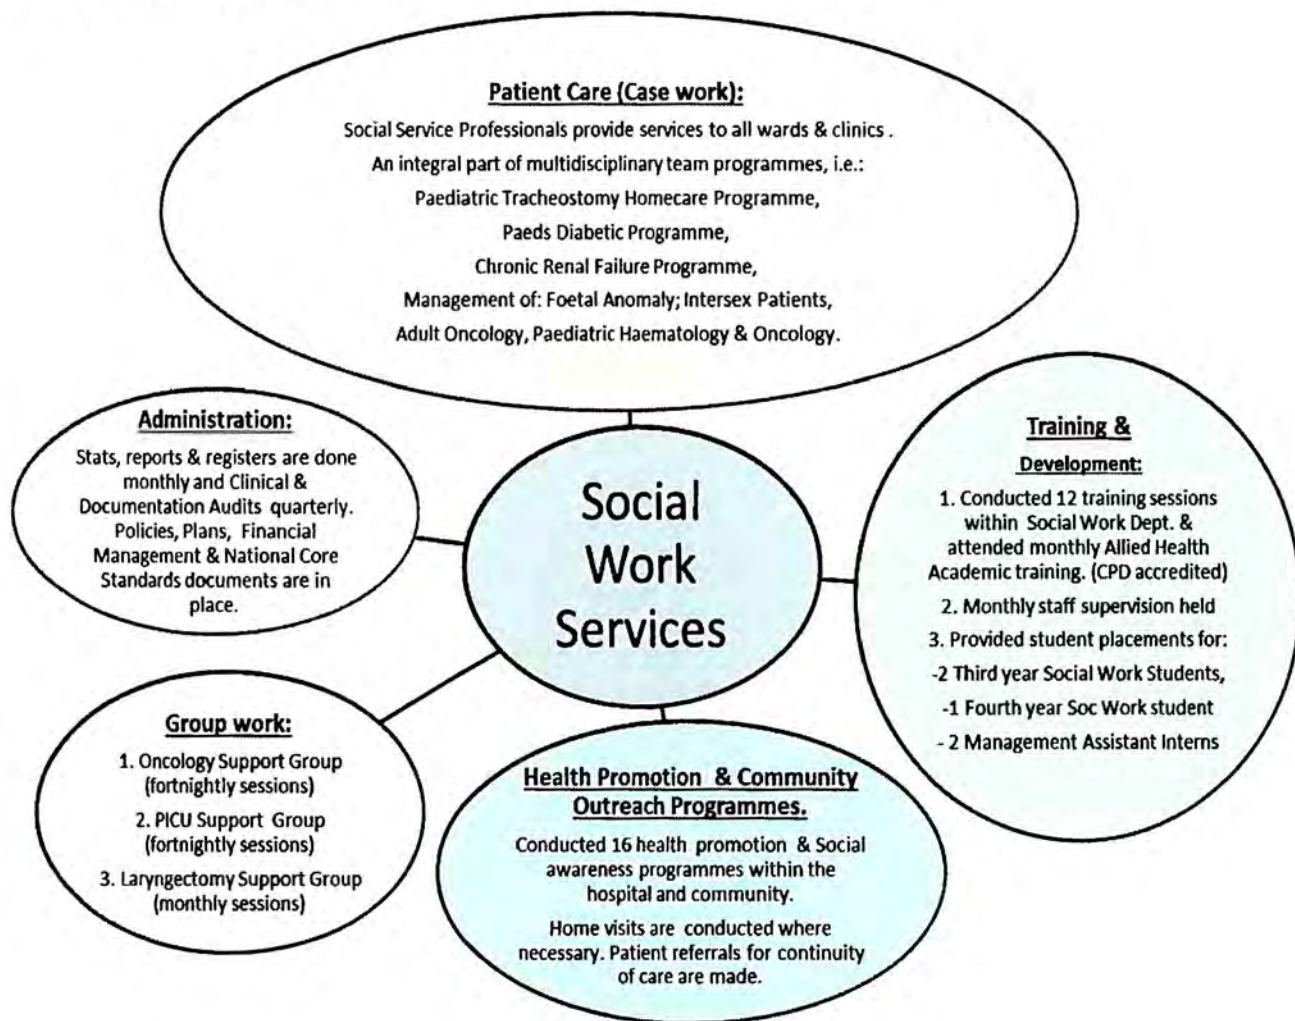 Patient Care (Case work):
Social Service Professionals provide services to all wards & clinics .
An integral part of multidisciplinary team programmes, i.e.:
Paediatric Tracheostomy Homecare Programme,
Paeds Diabetic Programme,
Chronic Renal Failure Programme,
Management of: Foetal Anomaly; Intersex Patients,
Adult Oncology, Paediatric Haematology & Oncology.
Administration:
Stats, reports & registers are done
monthly and Clinical &
Documentation Audits quarterly.
Policies, Plans, Financial
Management & National Core
Standards documents are in
place.
Social
Work
Services
Training &
Development:
1. Conducted 12 training sessions
within Social Work Dept. &
attended monthly Allied Health
Academic training. (CPD accredited)
2. Monthly staff supervision held
3. Provided student placements for:
-2 Third year Social Work Students,
-1 Fourth year Soc Work student
- 2 Management Assistant Interns
Group work:
1. Oncology Support Group
(fortnightly sessions)
2. PICU Support Group
(fortnightly sessions)
3. Laryngectomy Support Group
(monthly sessions)
Health Promotion & Community
Outreach Programmes.
Conducted 16 health promotion & Social
awareness programmes within the
hospital and community.
Home visits are conducted where
necessary. Patient referrals for continuity
of care are made.